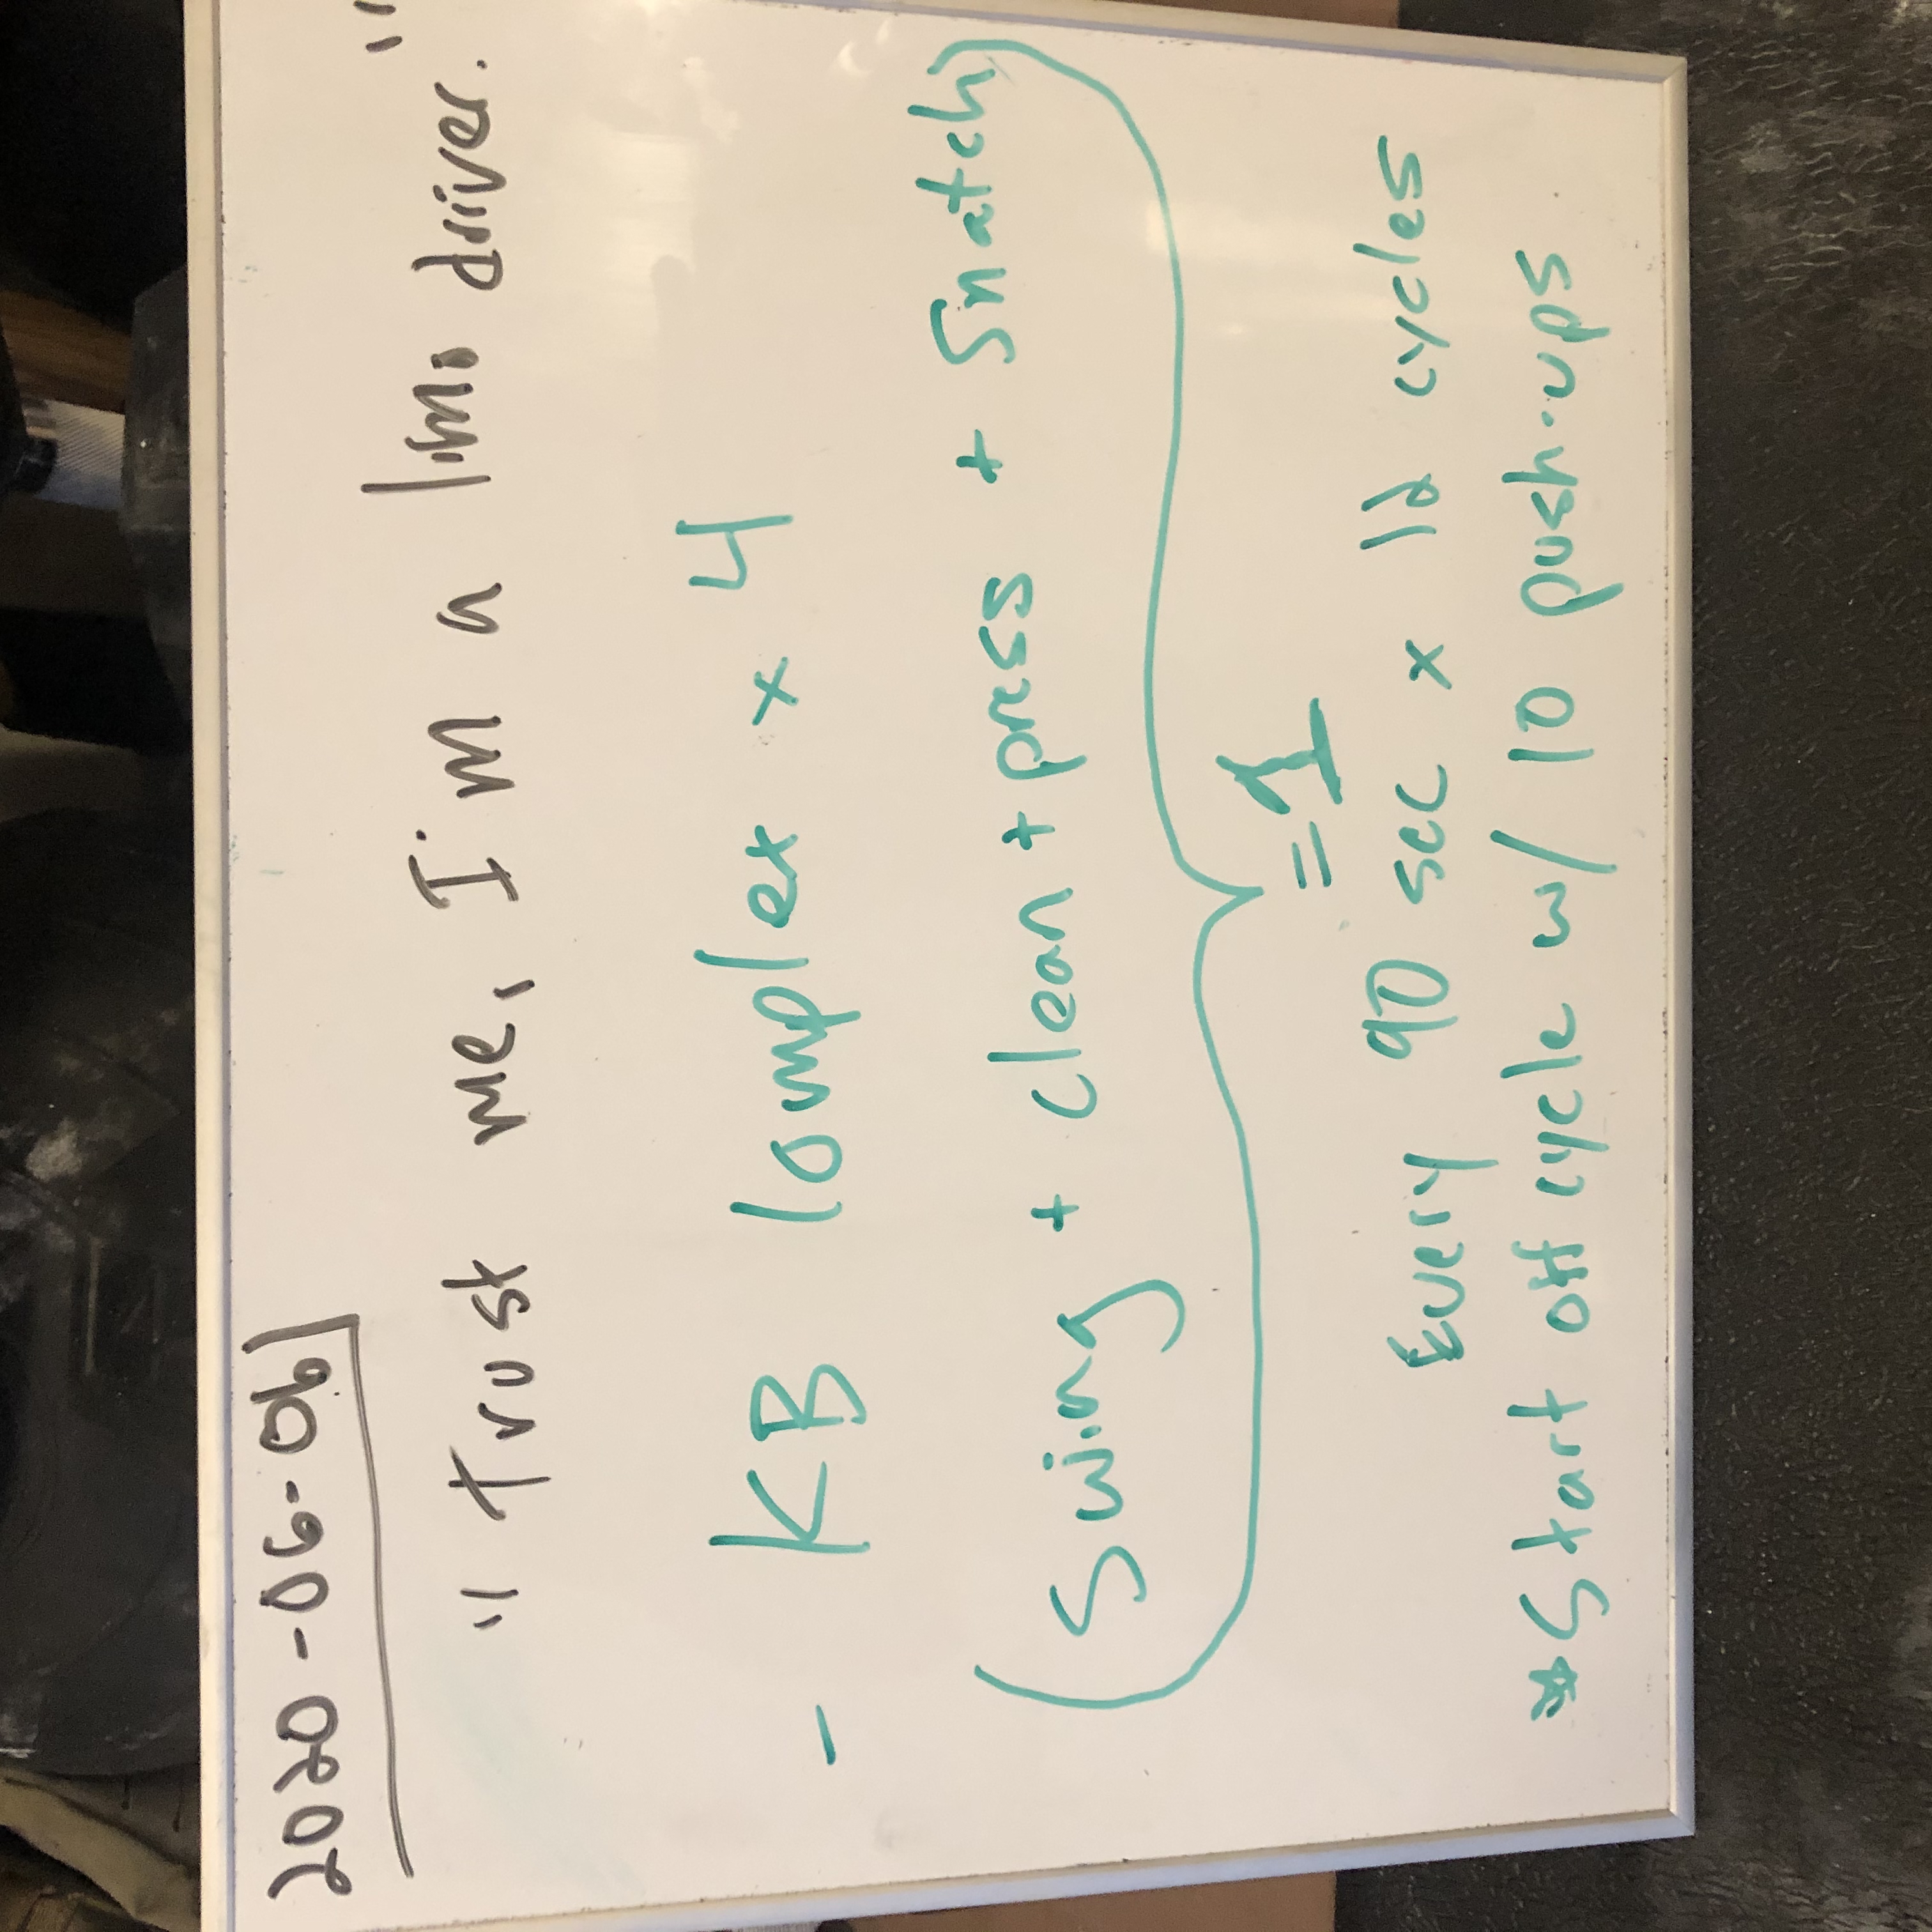 2020-06-06
"Trust me, I'm a limo driver."
- KB Complex x 4
(Swing + clean + press + Snatch)
= 1
Every 90 sec x 12 cycles
*Start off cycle w/ 10 push-ups